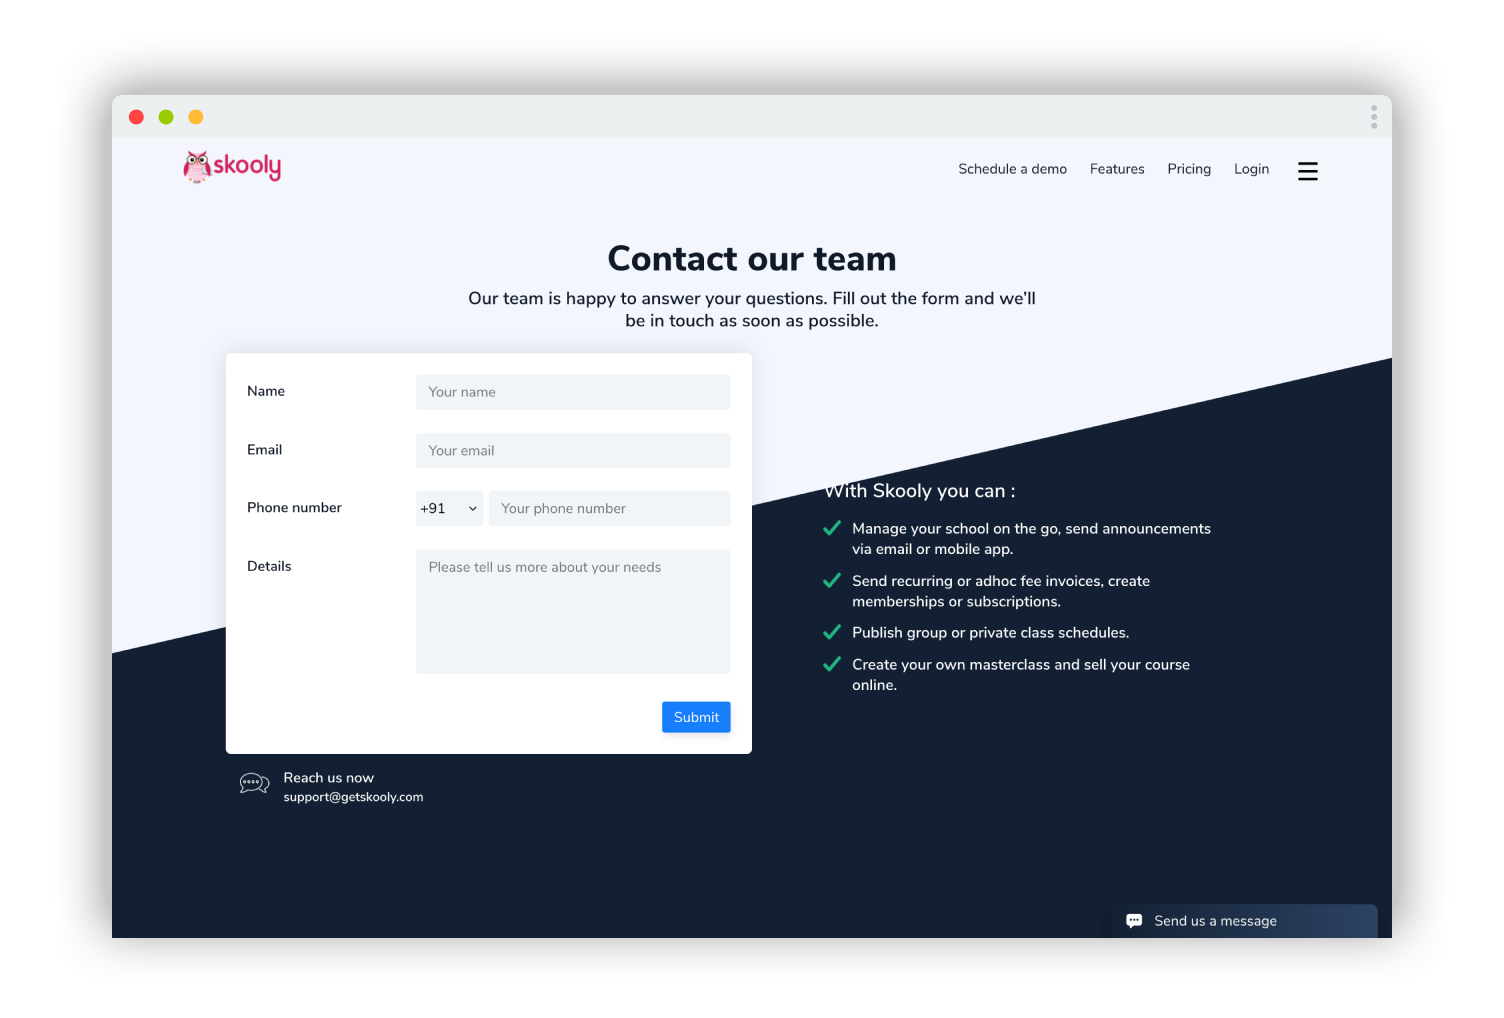 skooly
Schedule a demo
Features
Pricing
Login
Contact our team
Our team is happy to answer your questions. Fill out the form and we’ll
be in touch as soon as possible.
Name
Your name
Email
Your email
Phone number
+91
Your phone number
Details
Please tell us more about your needs
Submit
Reach us now
support@getskooly.com
With Skooly you can :
Manage your school on the go, send announcements
via email or mobile app.
Send recurring or adhoc fee invoices, create
memberships or subscriptions.
Publish group or private class schedules.
Create your own masterclass and sell your course
online.
Send us a message